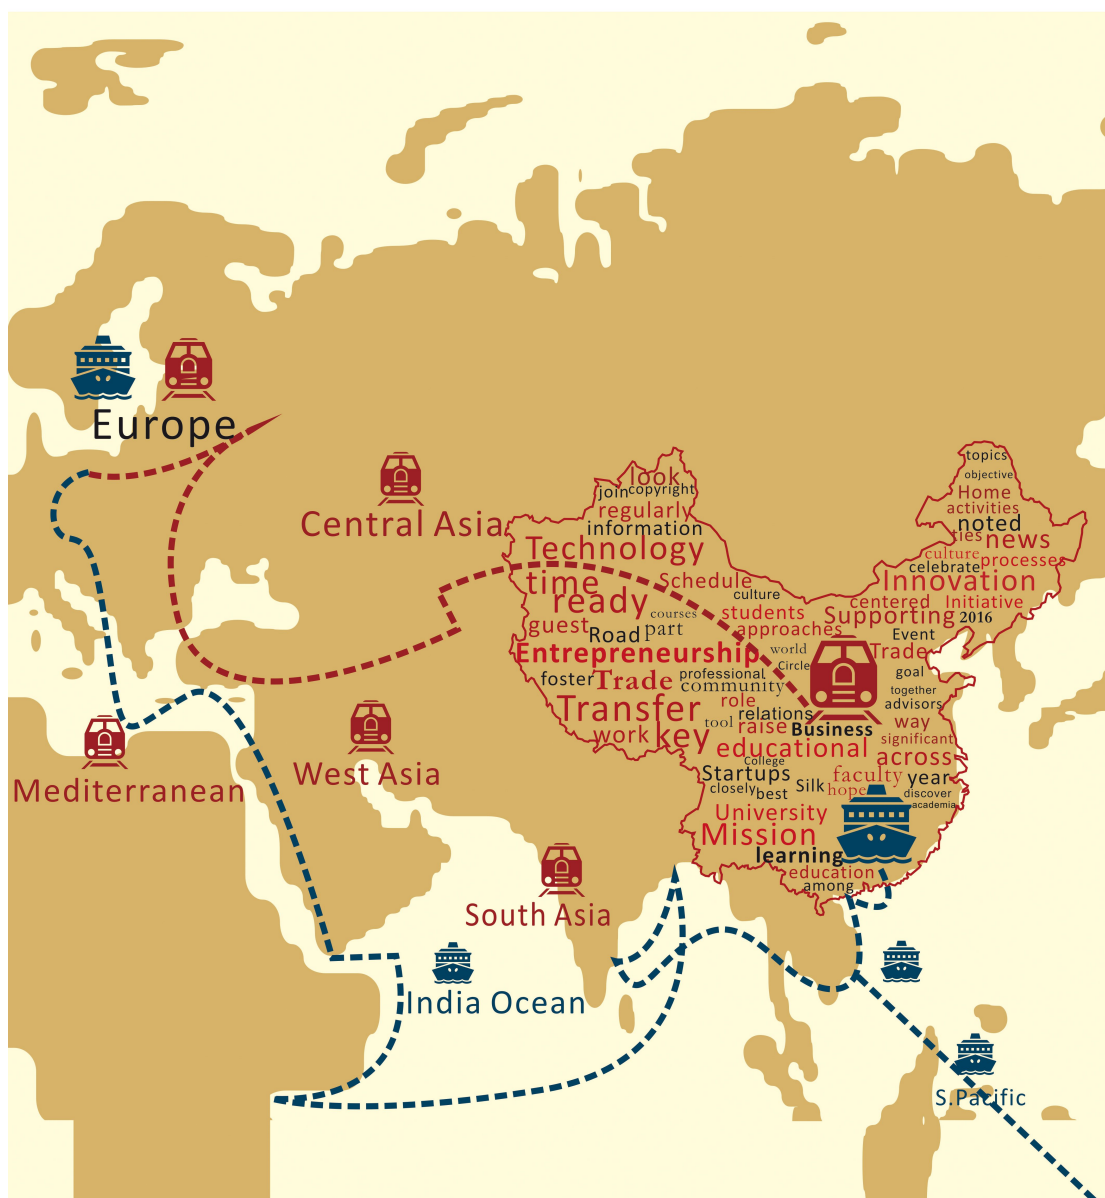 Europe
Central Asia
Mediterranean
West Asia
South Asia
India Ocean
S.Pacific
look
join copyright
regularly
information
Technology
time
ready
Schedule
culture
courses
students
guest
Road part
approaches
Entrepreneurship
world
Circle
foster Trade
professional
community
role
Transfer
tool
relations
work key
raise
Business
educational
College
Startups
closely best
Silk
faculty
hope
year
discover
academia
University
Mission
learning
education
among
topics
objective
Home
activities
noted
ties news
culture
processes
celebrate
Innovation
centered Initiative
Supporting 2016
Event
Trade
goal
together
advisors
way
significant
across